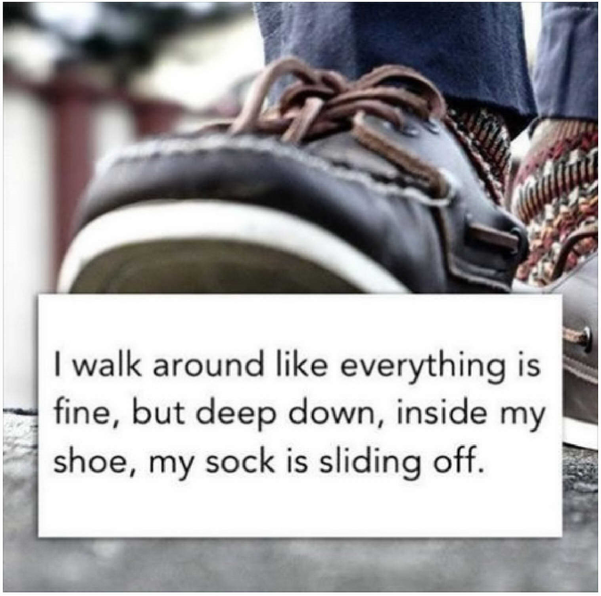 I walk around like everything is
fine, but deep down, inside my
shoe, my sock is sliding off.